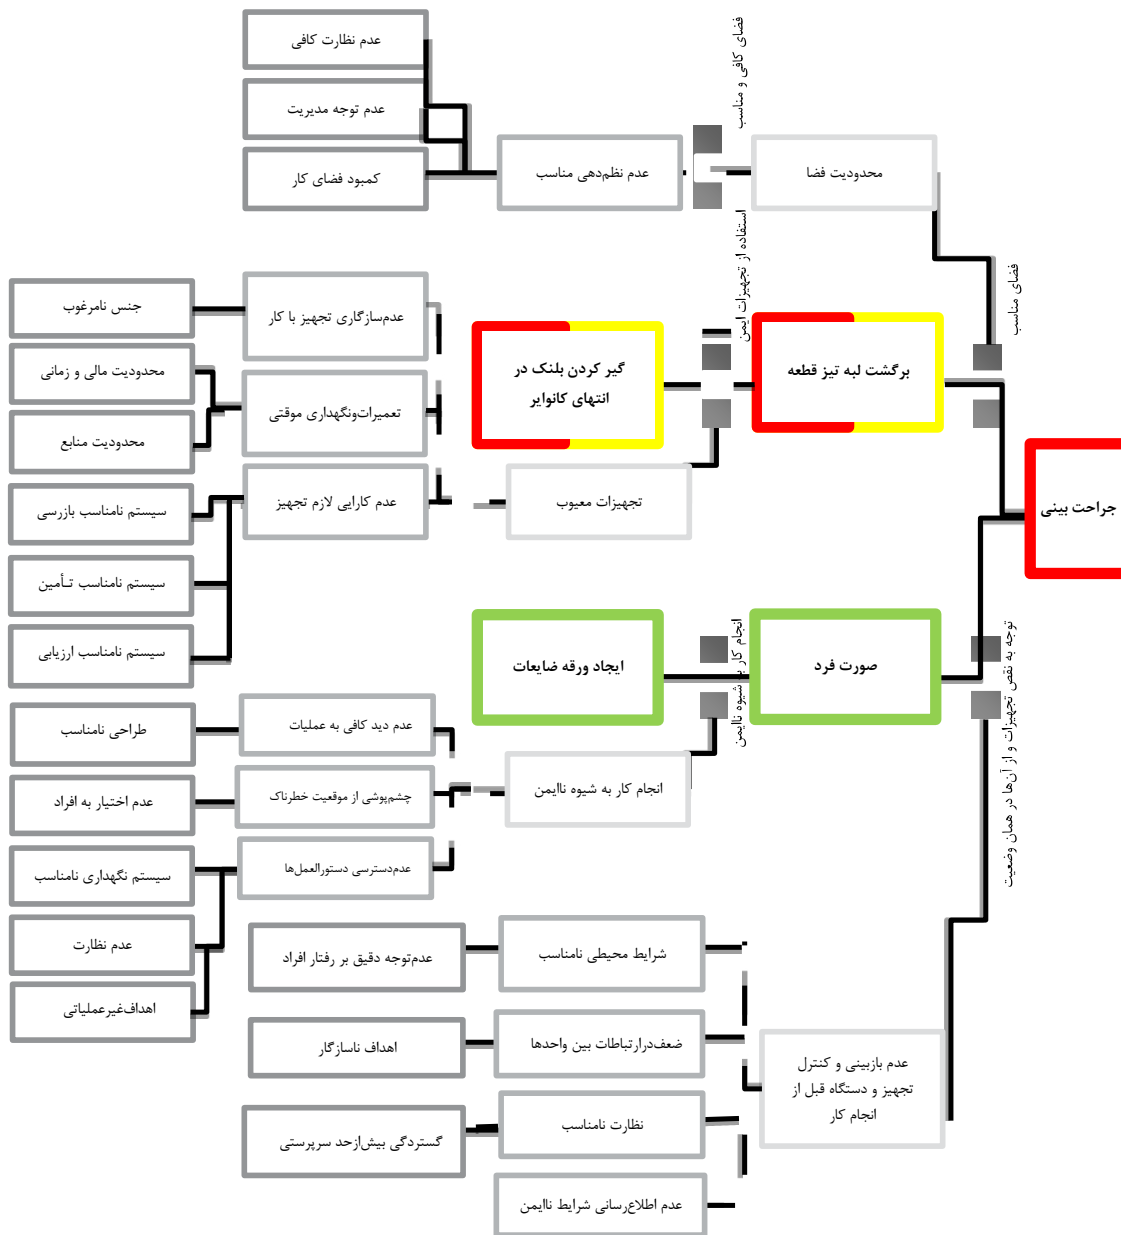 عدم نظارت کافی
عدم توجه مدیریت
کمبود فضای کار
عدم نظم‌دهی مناسب
فضای کافی و مناسب
محدودیت فضا
فضای مناسب
جنس نامرغوب
محدودیت مالی و زمانی
محدودیت منابع
سیستم نامناسب بازرسی
سیستم نامناسب تأمین
سیستم نامناسب ارزیابی
عدم‌سازگاری تجهیز با کار
تعمیرات‌ونگهداری موقتی
عدم کارایی لازم تجهیز
گیر کردن بلنک در
انتهای کانوایر
تجهیزات معیوب
استفاده از تجهیزات ایمن
برگشت لبه تیز قطعه
جراحت بینی
ایجاد ورقه ضایعات
انجام کار به شیوه ناایمن
صورت فرد
توجه به نقص تجهیزات و از آن‌ها در همان وضعیت
طراحی نامناسب
عدم اختیار به افراد
سیستم نگهداری نامناسب
عدم نظارت
اهداف‌غیرعملیاتی
عدم دید کافی به عملیات
چشم‌پوشی از موقعیت خطرناک
عدم‌دسترسی دستورالعمل‌ها
انجام کار به شیوه ناایمن
عدم‌توجه دقیق بر رفتار افراد
اهداف ناسازگار
گستردگی بیش‌ازحد سرپرستی
شرایط محیطی نامناسب
ضعف‌درارتباطات بین واحدها
نظارت نامناسب
عدم اطلاع‌رسانی شرایط ناایمن
عدم بازبینی و کنترل
تجهیز و دستگاه قبل از
انجام کار